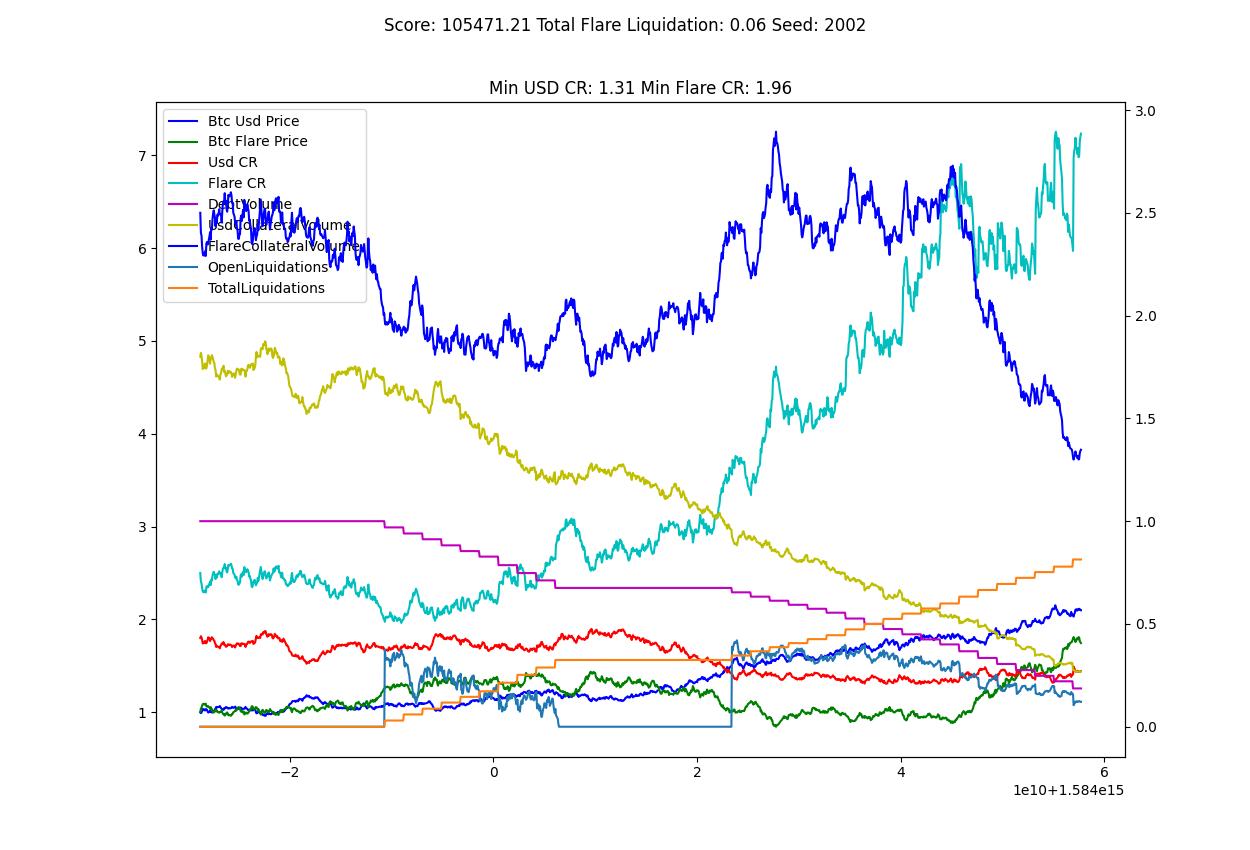 Score: 105471.21 Total Flare Liquidation: 0.06 Seed: 2002
Min USD CR: 1.31 Min Flare CR: 1.96
Btc Usd Price
Btc Flare Price
Usd CR
Flare CR
DebtVolume
UsdCollateralVolume
FlareCollateralVolume
OpenLiquidations
TotalLiquidations
7
6
5
4
3
2
1
3.0
2.5
2.0
1.5
1.0
0.5
0.0
−2
0
2
4
6
1e10+1.584e15